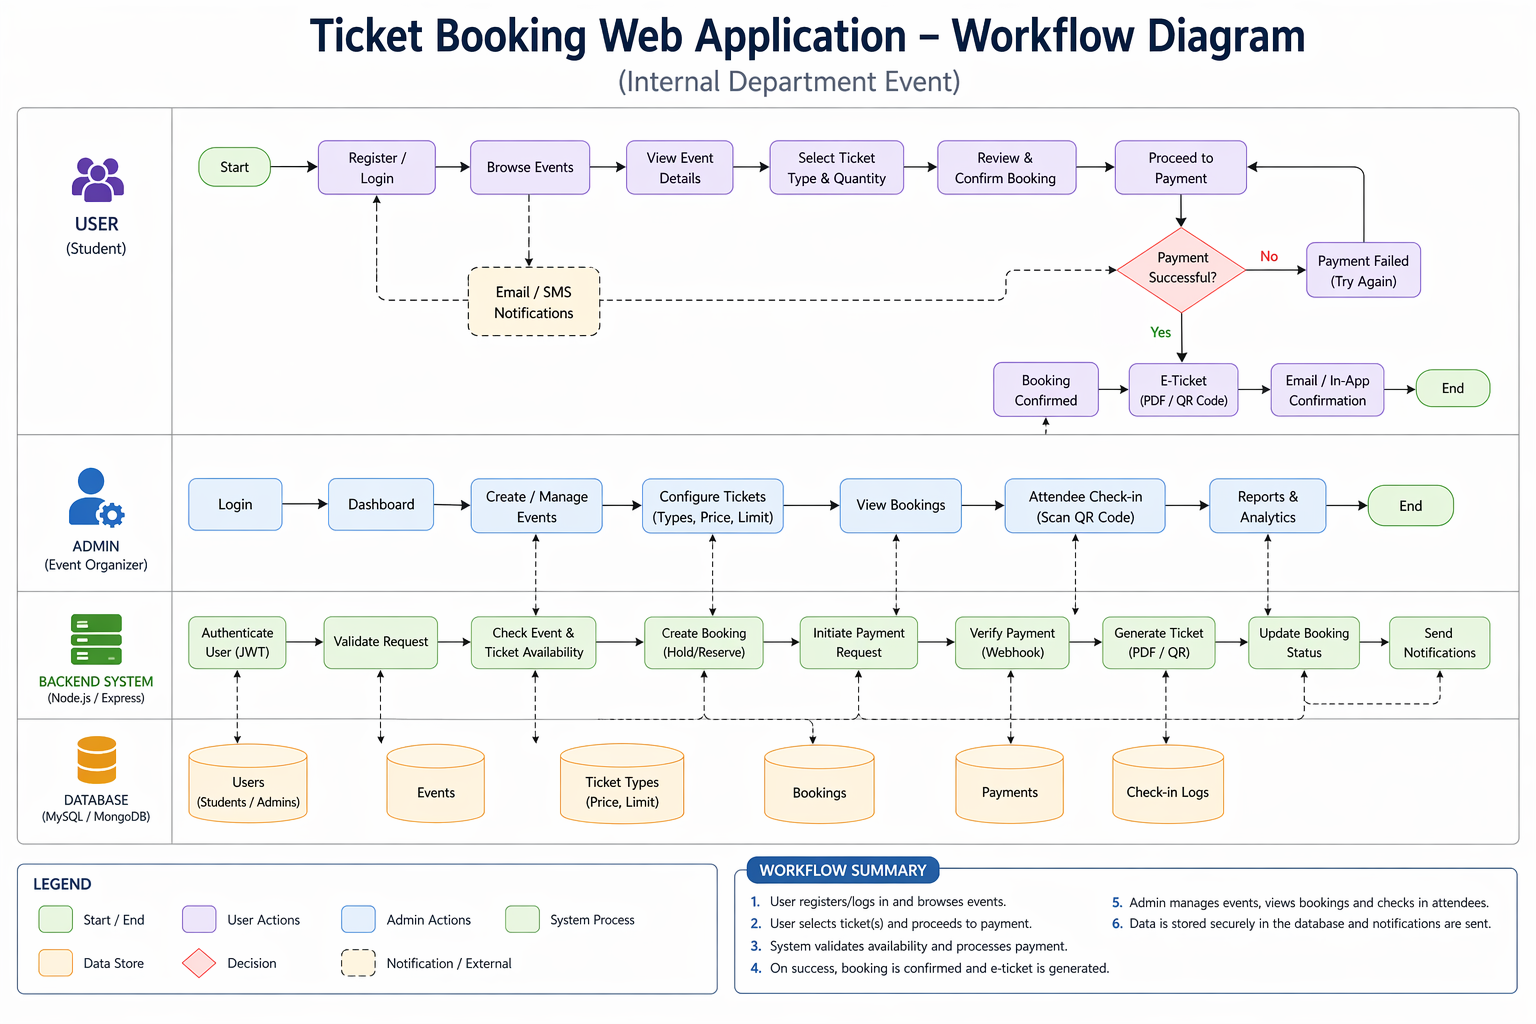 Ticket Booking Web Application – Workflow Diagram
(Internal Department Event)
USER
(Student)
Start
Register /
Login
Browse Events
View Event
Details
Select Ticket
Type & Quantity
Review &
Confirm Booking
Proceed to
Payment
Email / SMS
Notifications
Payment
Successful?
No
Payment Failed
(Try Again)
Yes
Booking
Confirmed
E-Ticket
(PDF / QR Code)
Email / In-App
Confirmation
End
ADMIN
(Event Organizer)
Login
Dashboard
Create / Manage
Events
Configure Tickets
(Types, Price, Limit)
View Bookings
Attendee Check-in
(Scan QR Code)
Reports &
Analytics
End
BACKEND SYSTEM
(Node.js / Express)
Authenticate
User (JWT)
Validate Request
Check Event &
Ticket Availability
Create Booking
(Hold/Reserve)
Initiate Payment
Request
Verify Payment
(Webhook)
Generate Ticket
(PDF / QR)
Update Booking
Status
Send
Notifications
DATABASE
(MySQL / MongoDB)
Users
(Students / Admins)
Events
Ticket Types
(Price, Limit)
Bookings
Payments
Check-in Logs
LEGEND
Start / End
User Actions
Admin Actions
System Process
Data Store
Decision
Notification / External
WORKFLOW SUMMARY
1. User registers/logs in and browses events.
2. User selects ticket(s) and proceeds to payment.
3. System validates availability and processes payment.
4. On success, booking is confirmed and e-ticket is generated.
5. Admin manages events, views bookings and checks in attendees.
6. Data is stored securely in the database and notifications are sent.